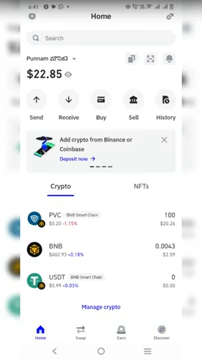 6:45
Home
Search
Punnam
$22.85
Send
Receive
Buy
Sell
History
Add crypto from Binance or
Coinbase
Deposit now →
Crypto
NFTs
PVC BNB Smart Chain
100
$0.20 -1.15%
$20.26
BNB
0.0043
$602.93 +0.18%
$2.59
USDT BNB Smart Chain
0
$0.99 +0.03%
$0.00
Manage crypto
Home
Swap
Earn
Discover